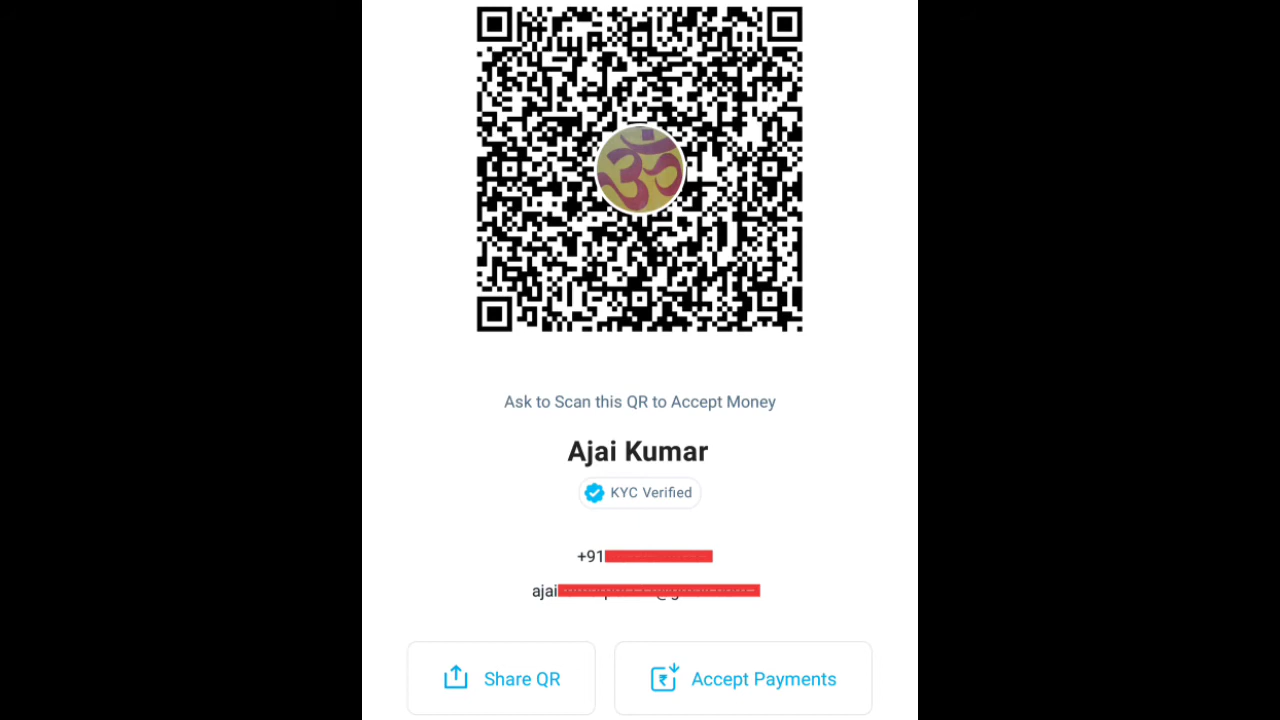 ॐ
Ask to Scan this QR to Accept Money
Ajai Kumar
KYC Verified
+91
ajai
Share QR
Accept Payments